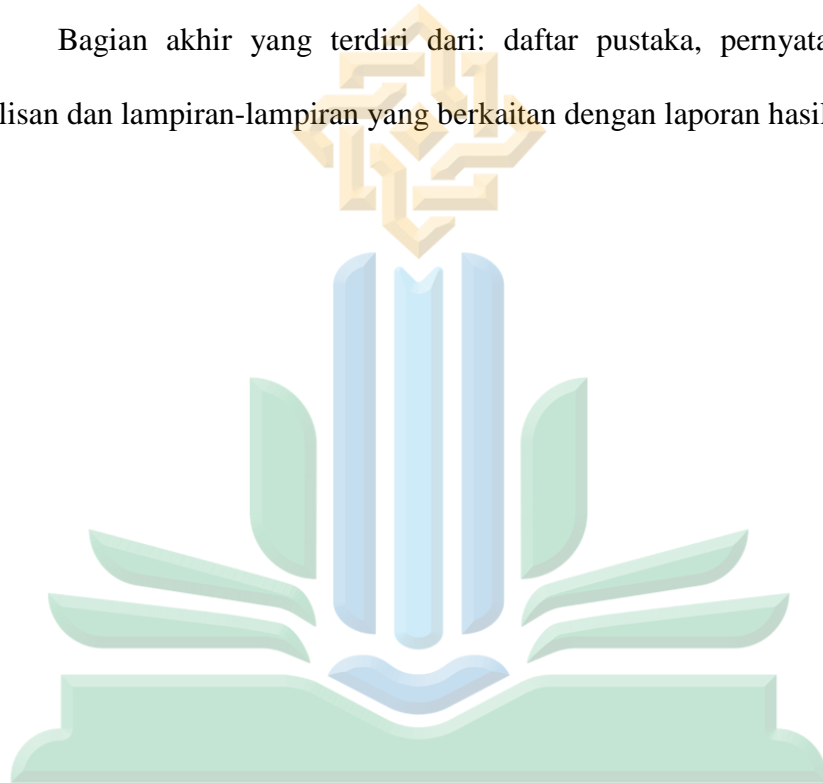 Bagian akhir yang terdiri dari: daftar pustaka, pernyata
lisan dan lampiran-lampiran yang berkaitan dengan laporan hasil